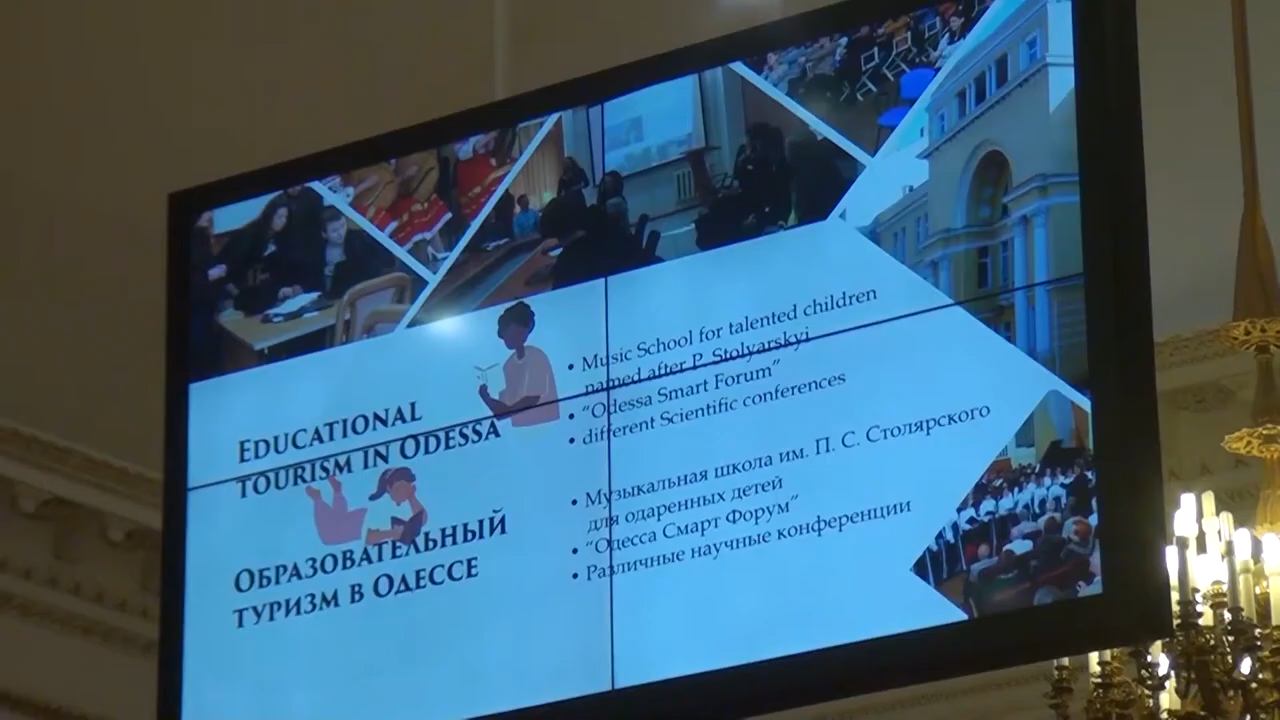 EDUCATIONAL
TOURISM IN ODESSA
ОБРАЗОВАТЕЛЬНЫЙ
ТУРИЗМ В ОДЕССЕ
• Music School for talented children
named after P. Stolyarskyi
• "Odessa Smart Forum"
• different Scientific conferences
• Музыкальная школа им. П. С. Столярского
для одаренных детей
• "Одесса Смарт Форум"
• Различные научные конференции